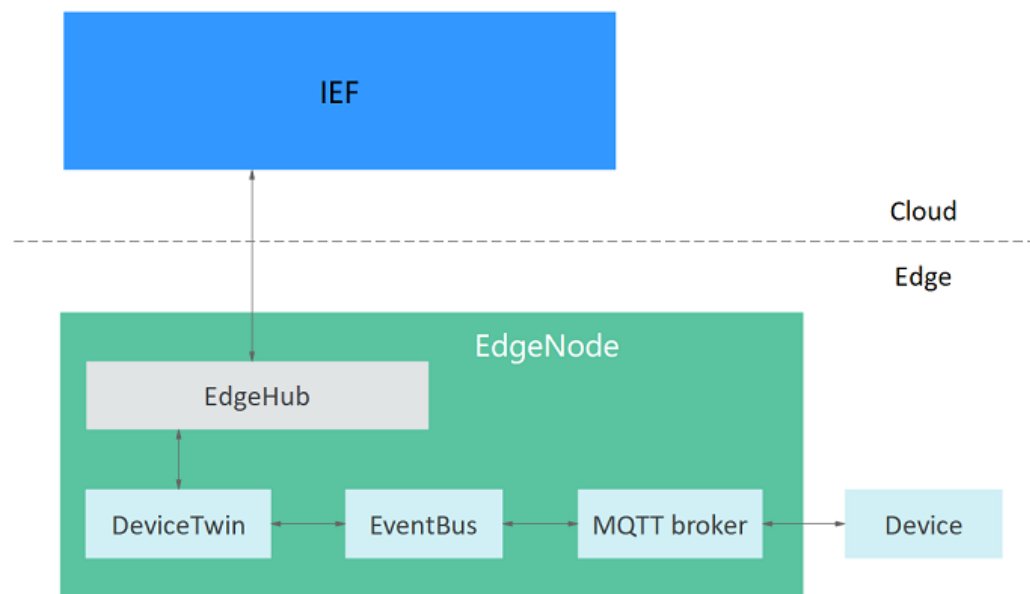 IEF
Cloud
Edge
EdgeNode
EdgeHub
DeviceTwin
EventBus
MQTT broker
Device